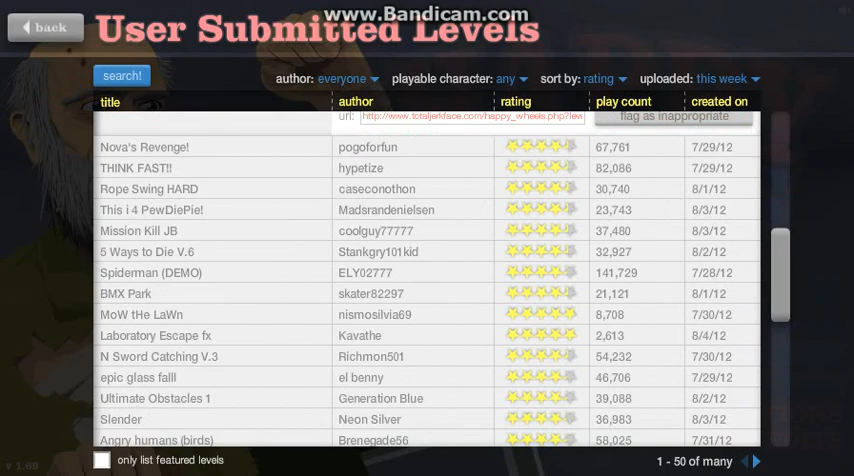 www.Bandicam.com
back
User Submitted Levels
search!
author: everyone playable character: any sort by: rating uploaded: this week
title author rating play count created on
url: http://www.totaljerkface.com/happy_wheels.php?lev flag as inappropriate
Nova's Revenge! pogoforfun 67,761 7/29/12
THINK FAST!! hypetize 82,086 7/29/12
Rope Swing HARD caseconothon 30,740 8/1/12
This i 4 PewDiePie! Madsrandenielsen 23,743 8/3/12
Mission Kill JB coolguy77777 37,480 8/3/12
5 Ways to Die V.6 Stankgry101kid 32,927 8/2/12
Spiderman (DEMO) ELY02777 141,729 7/28/12
BMX Park skater82297 21,121 8/1/12
MoW tHe LaWn nismosilvia69 8,708 7/30/12
Laboratory Escape fx Kavathe 2,613 8/4/12
N Sword Catching V.3 Richmon501 54,232 7/30/12
epic glass falll el benny 46,706 7/29/12
Ultimate Obstacles 1 Generation Blue 39,088 8/2/12
Slender Neon Silver 36,983 8/3/12
Angry humans (birds) Brenegade56 58,025 7/31/12
only list featured levels 1 - 50 of many
v 1.69